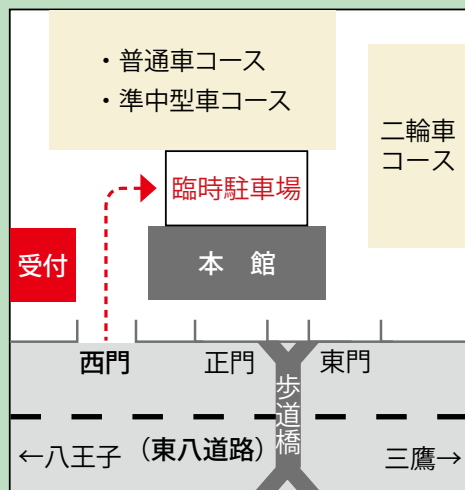 ・普通車コース
・準中型車コース
二輪車
コース
臨時駐車場
本　館
受付
西門
正門
東門
歩道橋
←八王子
（東八道路）
三鷹→